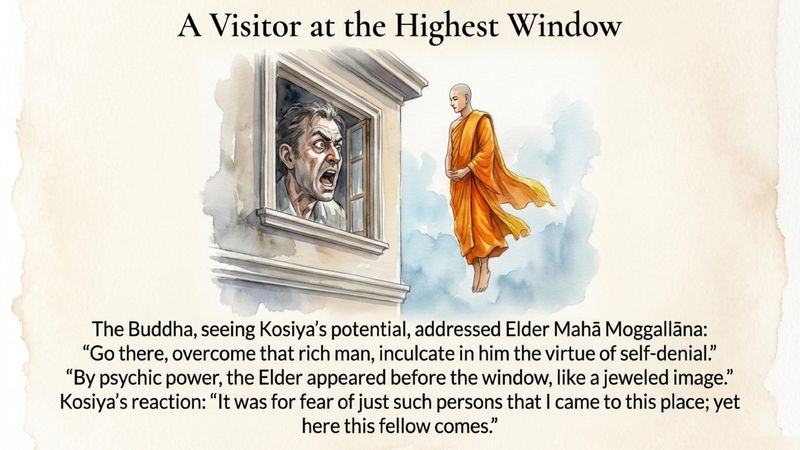 A Visitor at the Highest Window
The Buddha, seeing Kosiya’s potential, addressed Elder Mahā Moggallāna:
“Go there, overcome that rich man, inculcate in him the virtue of self-denial.”
“By psychic power, the Elder appeared before the window, like a jeweled image.”
Kosiya’s reaction: “It was for fear of just such persons that I came to this place; yet
here this fellow comes.”